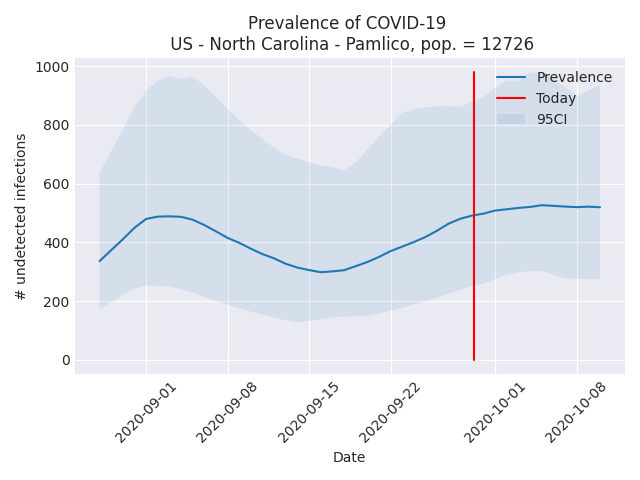 Prevalence of COVID-19
US - North Carolina - Pamlico, pop. = 12726
Prevalence
Today
95CI
1000
800
600
400
200
0
# undetected infections
2020-09-01
2020-09-08
2020-09-15
2020-09-22
2020-10-01
2020-10-08
Date